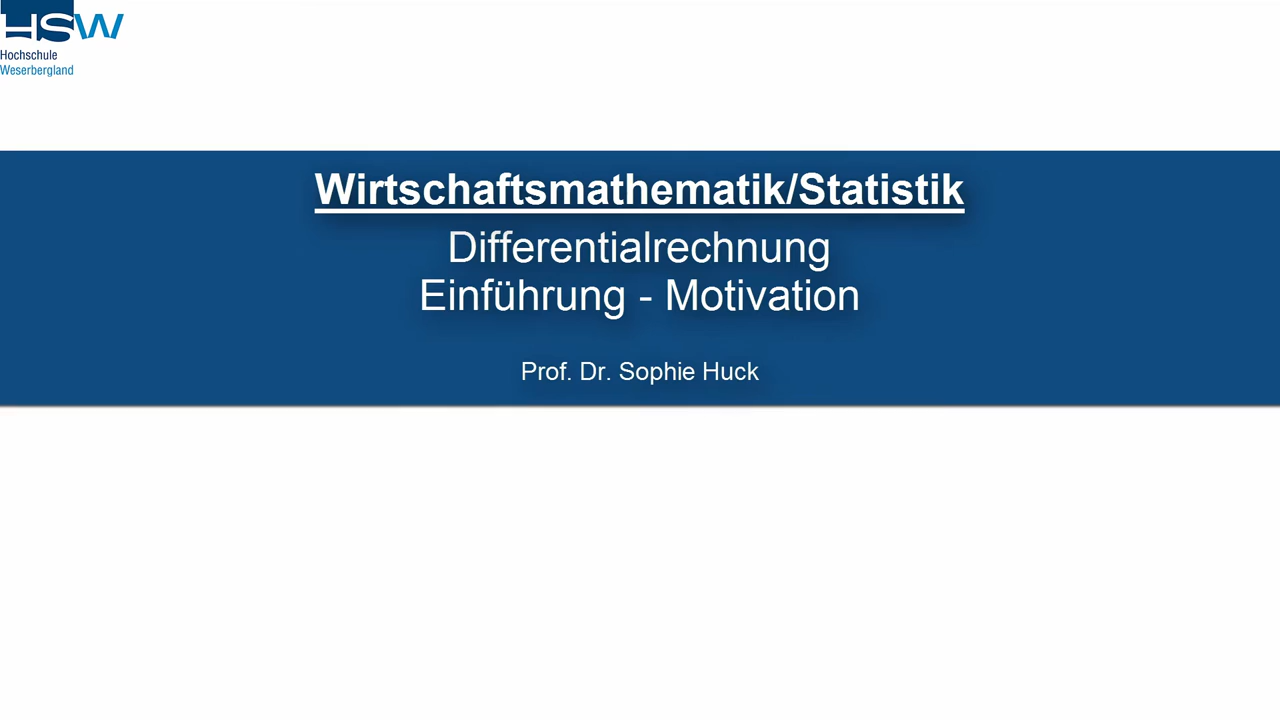 HSW
Hochschule
Weserbergland
Wirtschaftsmathematik/Statistik
Differentialrechnung
Einführung - Motivation
Prof. Dr. Sophie Huck